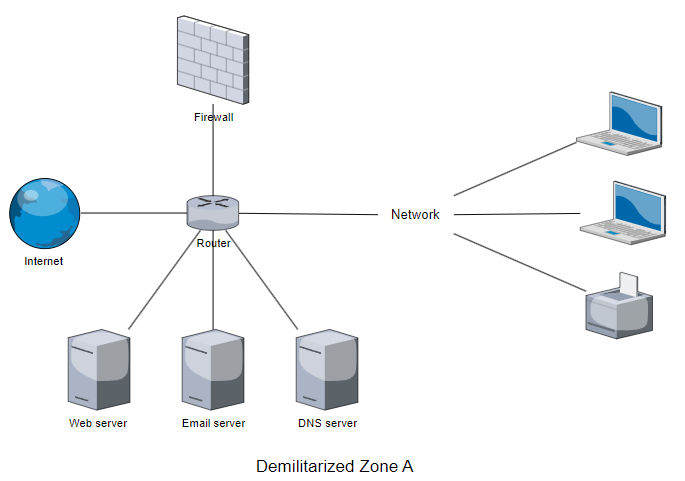 Firewall
Network
Router
Internet
Web server
Email server
DNS server
Demilitarized Zone A